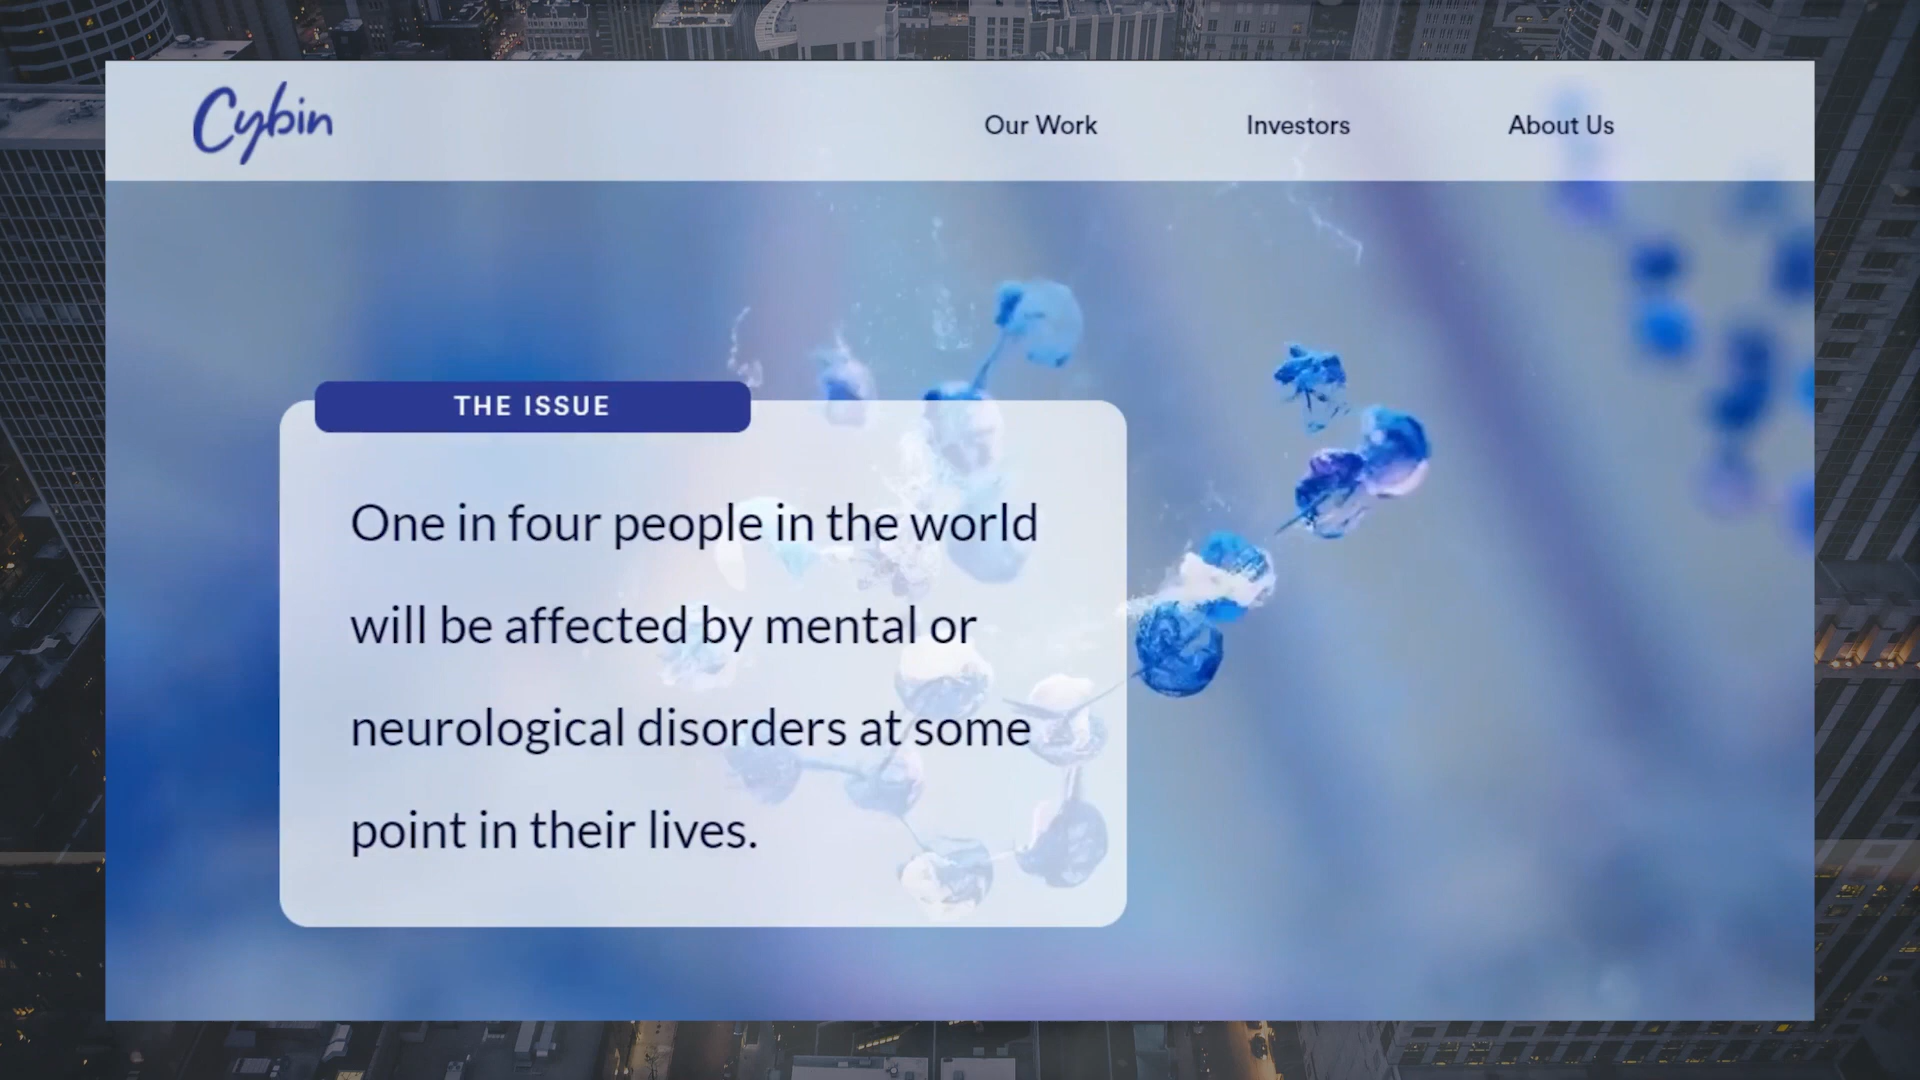 Cybin
Our Work
Investors
About Us
THE ISSUE
One in four people in the world
will be affected by mental or
neurological disorders at some
point in their lives.